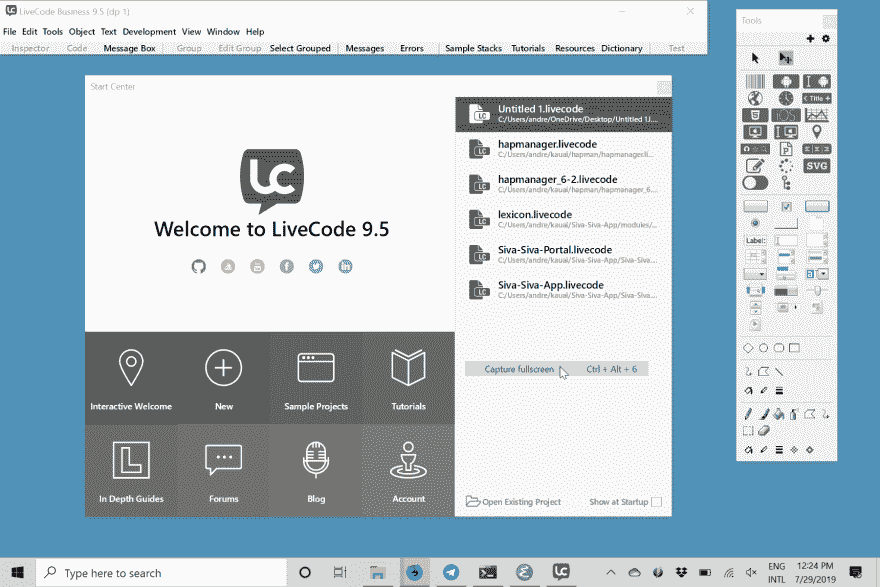 LiveCode Business 9.5 (dp 1)
File Edit Tools Object Text Development View Window Help
Inspector Code Message Box Group Edit Group Select Grouped Messages Errors Sample Stacks Tutorials Resources Dictionary Test
Tools
Start Center
LC
Welcome to LiveCode 9.5
Interactive Welcome
New
Sample Projects
Tutorials
In Depth Guides
Forums
Blog
Account
Untitled 1.livecode
C:/Users/andre/OneDrive/Desktop/Untitled 1.l...
hapmanager.livecode
C:/Users/andre/kauai/hapman/hapmanager.li...
hapmanager_6-2.livecode
C:/Users/andre/kauai/hapman/hapmanager_6...
lexicon.livecode
C:/Users/andre/kauai/Siva-Siva-App/modules/...
Siva-Siva-Portal.livecode
C:/Users/andre/kauai/Siva-Siva-App/Siva-Siva...
Siva-Siva-App.livecode
C:/Users/andre/kauai/Siva-Siva-App/Siva-Siva...
Capture fullscreen Ctrl + Alt + 6
Open Existing Project Show at Startup
Title
iOS
SVG
Label:
Type here to search
ENG
INTL
12:24 PM
7/29/2019